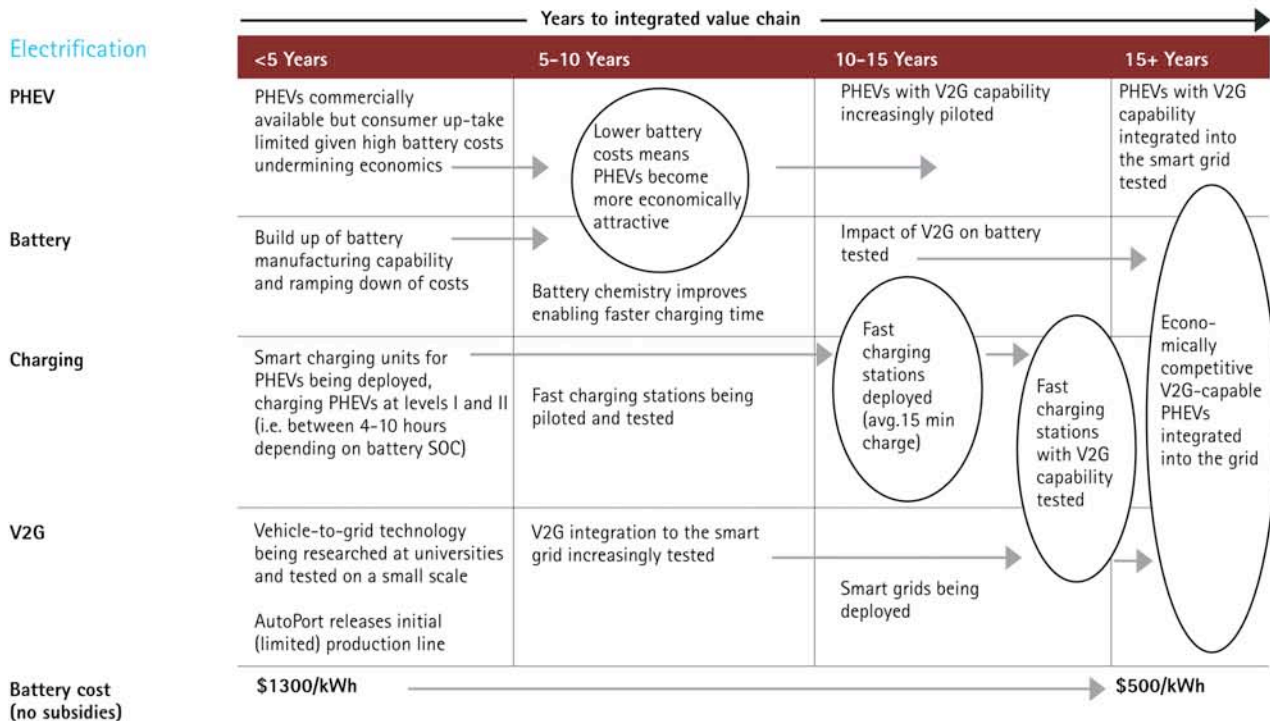 Years to integrated value chain
Electrification
<5 Years
5-10 Years
10-15 Years
15+ Years
PHEV
PHEVs commercially
available but consumer up-take
limited given high battery costs
undermining economics
Lower battery
costs means
PHEVs become
more economically
attractive
PHEVs with V2G capability
increasingly piloted
PHEVs with V2G
capability
integrated into
the smart grid
tested
Battery
Build up of battery
manufacturing capability
and ramping down of costs
Battery chemistry improves
enabling faster charging time
Impact of V2G on battery
tested
Charging
Smart charging units for
PHEVs being deployed,
charging PHEVs at levels I and II
(i.e. between 4-10 hours
depending on battery SOC)
Fast charging stations being
piloted and tested
Fast
charging
stations
deployed
(avg.15 min
charge)
Fast
charging
stations
with V2G
capability
tested
Econo-
mically
competitive
V2G-capable
PHEVs
integrated
into the grid
V2G
Vehicle-to-grid technology
being researched at universities
and tested on a small scale
AutoPort releases initial
(limited) production line
V2G integration to the smart
grid increasingly tested
Smart grids being
deployed
Battery cost
(no subsidies)
$1300/kWh
$500/kWh